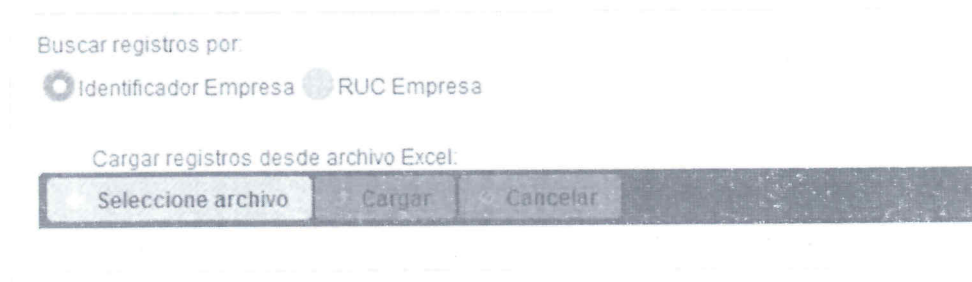 Buscar registros por:
Identificador Empresa RUC Empresa
Cargar registros desde archivo Excel:
Seleccione archivo Cargar Cancelar